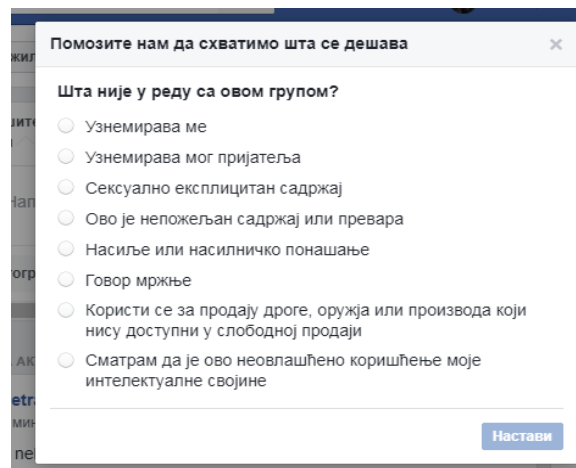 Помозите нам да схватимо шта се дешава
Шта није у реду са овом групом?
Узнемирава ме
Узнемирава мог пријатеља
Сексуално експлицитан садржај
Ово је непожељан садржај или превара
Насиље или насилничко понашање
Говор мржње
Користи се за продају дроге, оружја или производа који
нису доступни у слободној продаји
Сматрам да је ово неовлашћено коришћење моје
интелектуалне својине
Настави